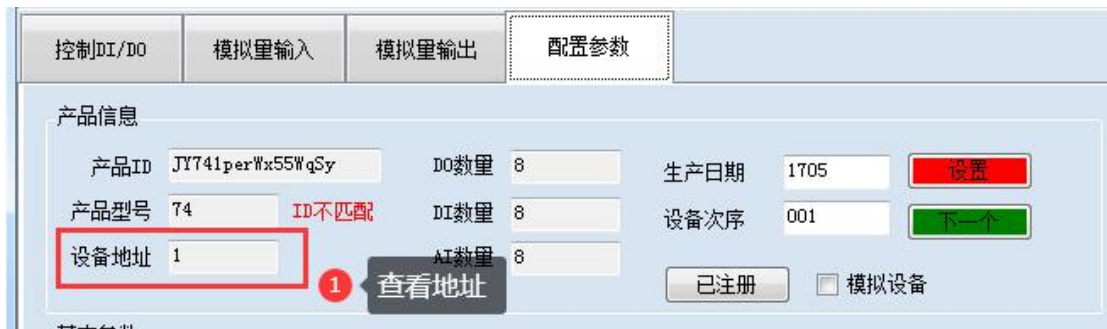 控制DI/DO 模拟量输入 模拟量输出 配置参数
产品信息
产品ID JY741perWx55WqSy DO数量 8 生产日期 1705 设置
产品型号 74 ID不匹配 DI数量 8 设备次序 001 下一个
设备地址 1 AI数量 8
1 查看地址 已注册 模拟设备
基本参数